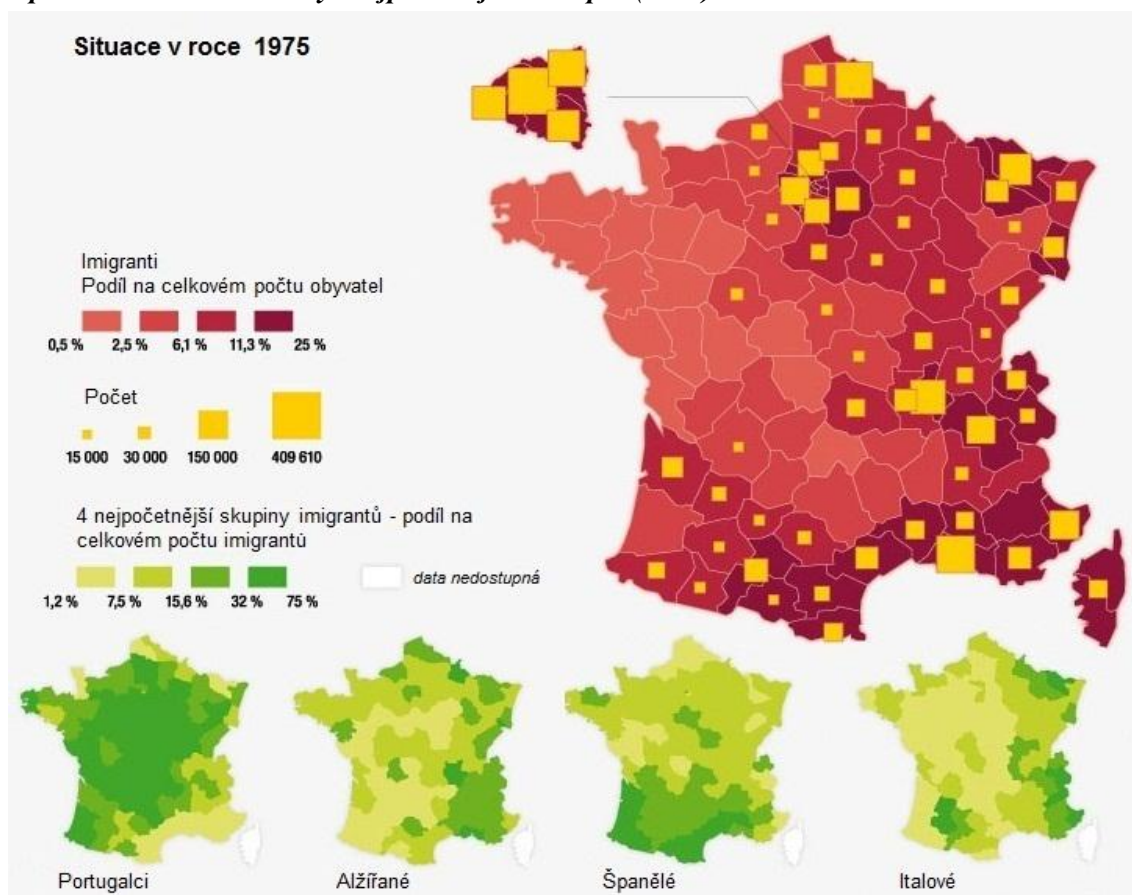 Situace v roce 1975
Imigranti
Podíl na celkovém počtu obyvatel
0,5 % 2,5 % 6,1 % 11,3 % 25 %
Počet
15 000 30 000 150 000 409 610
4 nejpočetnější skupiny imigrantů - podíl na
celkovém počtu imigrantů
data nedostupná
1,2 % 7,5 % 15,6 % 32 % 75 %
Portugalci Alžířané Španělé Italové